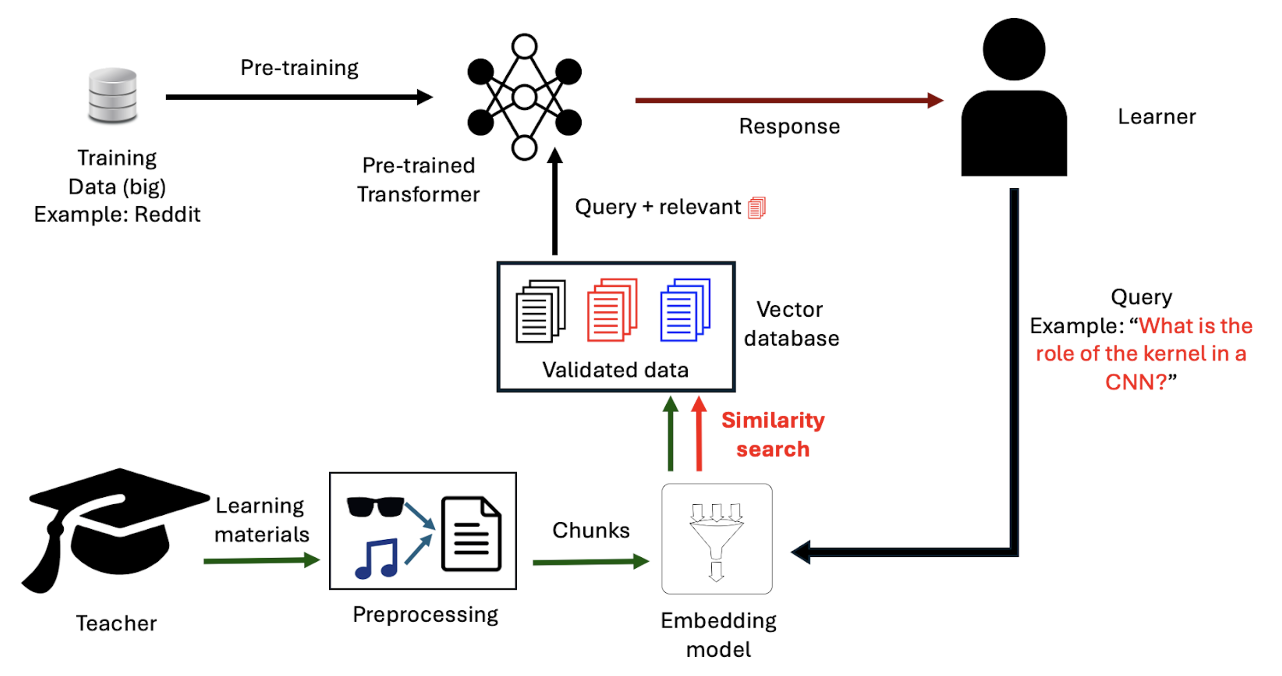 Pre-training
Training
Data (big)
Example: Reddit
Pre-trained
Transformer
Response
Learner
Query + relevant
Vector
database
Validated data
Query
Example: “What is the
role of the kernel in a
CNN?”
Similarity
search
Learning
materials
Chunks
Teacher
Preprocessing
Embedding
model